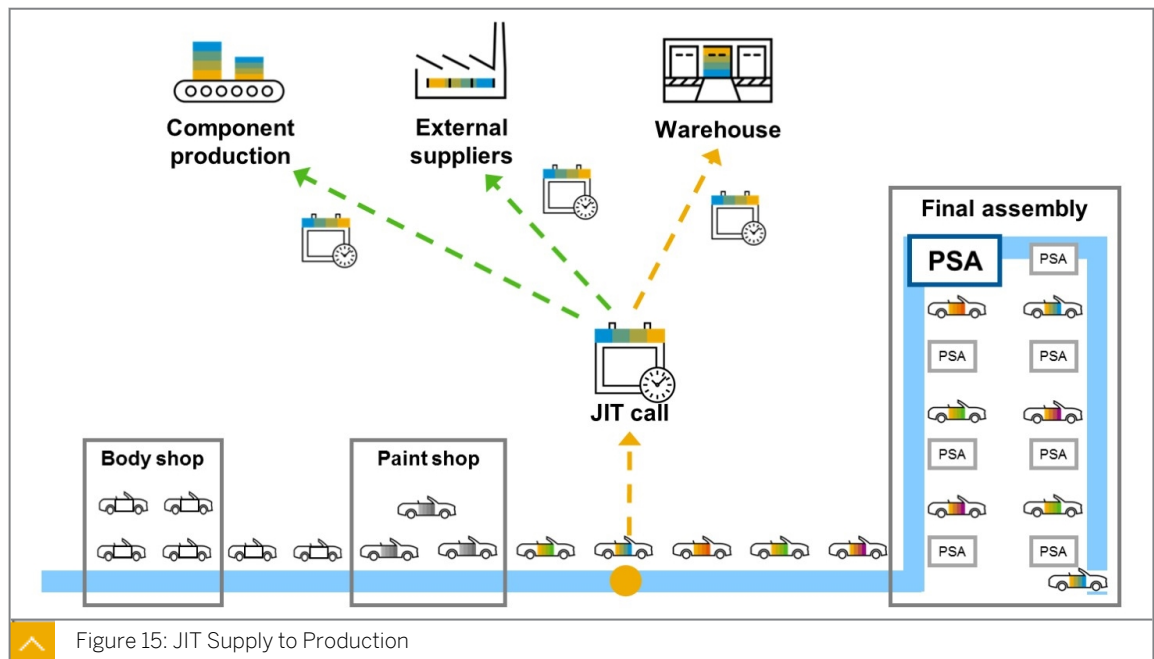 Component
production
External
suppliers
Warehouse
JIT call
Body shop
Paint shop
Final assembly
PSA
PSA
PSA
PSA
PSA
PSA
PSA
PSA
Figure 15: JIT Supply to Production